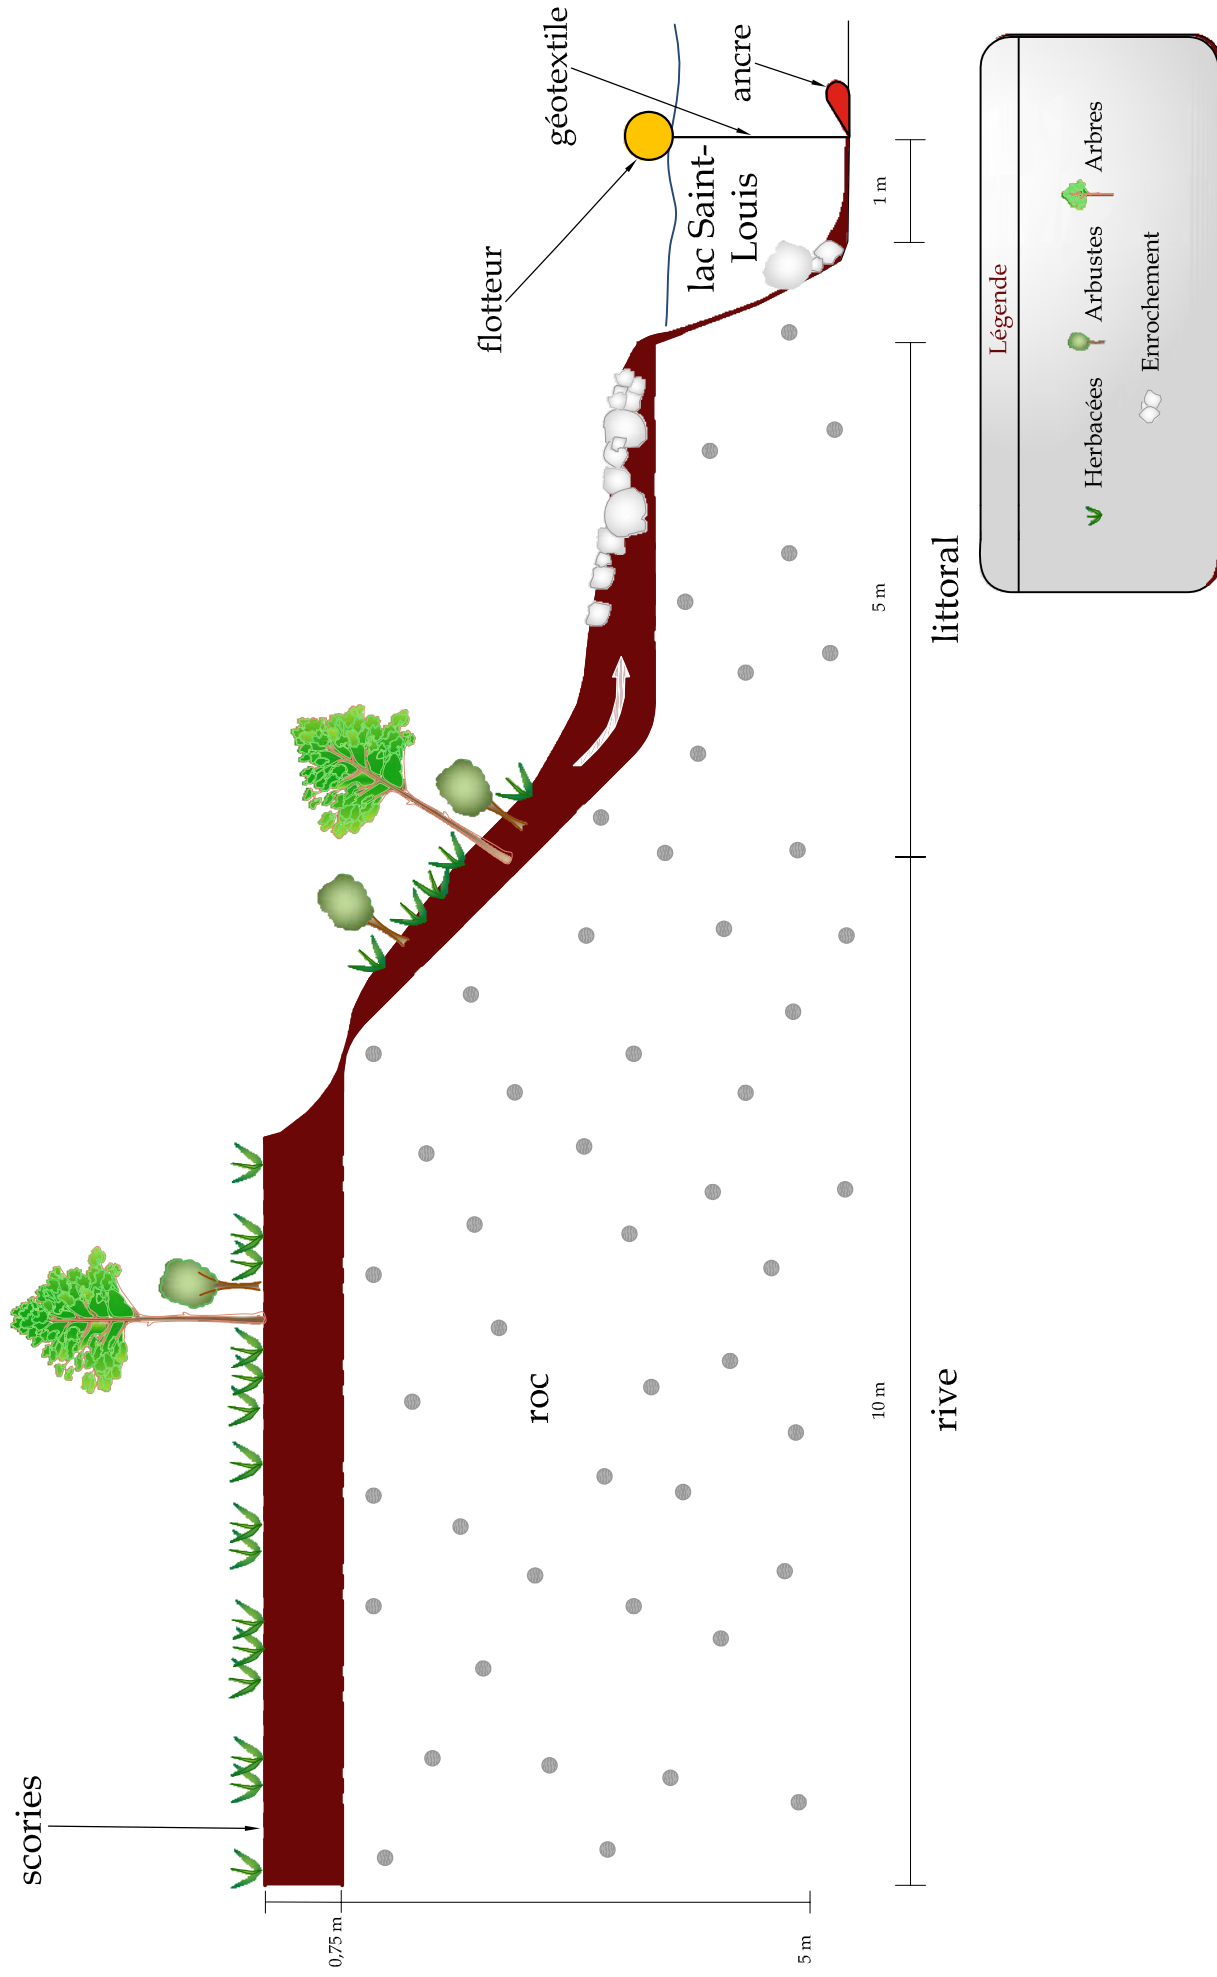 scories
0,75 m
5 m
roc
flotteur
géotextile
ancre
lac Saint-
Louis
10 m
5 m
1 m
rive
littoral
Légende
Herbacées
Arbustes
Arbres
Enrochement